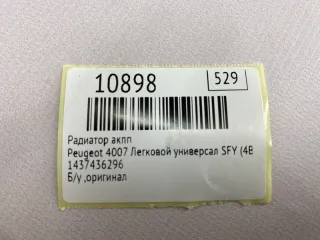 10898 529
Радиатор акпп
Peugeot 4007 Легковой универсал SFY (4B
1437436296
Б/у ,оригинал